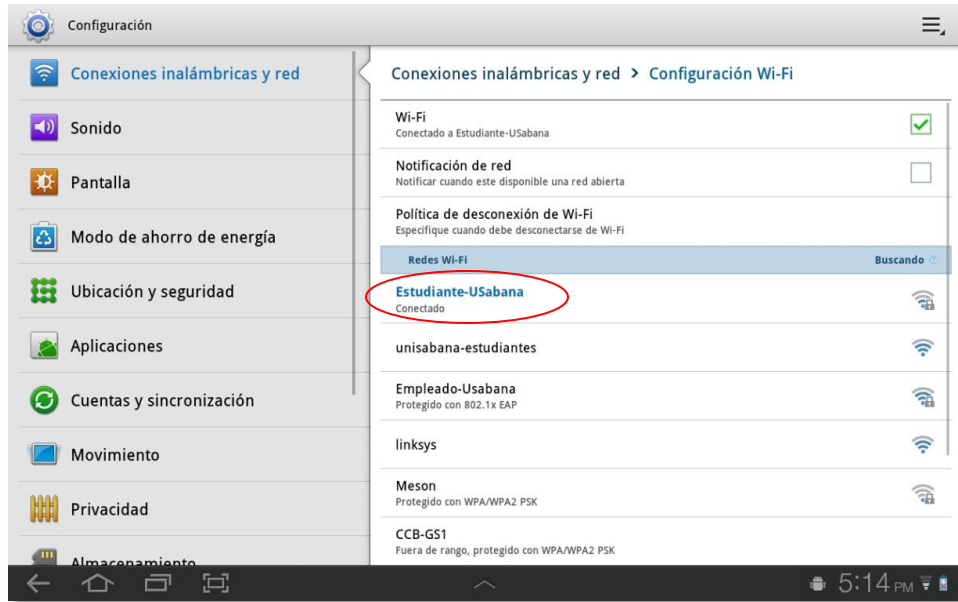 Configuración
Conexiones inalámbricas y red
Sonido
Pantalla
Modo de ahorro de energía
Ubicación y seguridad
Aplicaciones
Cuentas y sincronización
Movimiento
Privacidad
Almacenamiento
Conexiones inalámbricas y red > Configuración Wi-Fi
Wi-Fi
Conectado a Estudiante-USabana
Notificación de red
Notificar cuando este disponible una red abierta
Política de desconexión de Wi-Fi
Especifique cuando debe desconectarse de Wi-Fi
Redes Wi-Fi Buscando
Estudiante-USabana
Conectado
unisabana-estudiantes
Empleado-Usabana
Protegido con 802.1x EAP
linksys
Meson
Protegido con WPA/WPA2 PSK
CCB-GS1
Fuera de rango, protegido con WPA/WPA2 PSK
5:14 PM